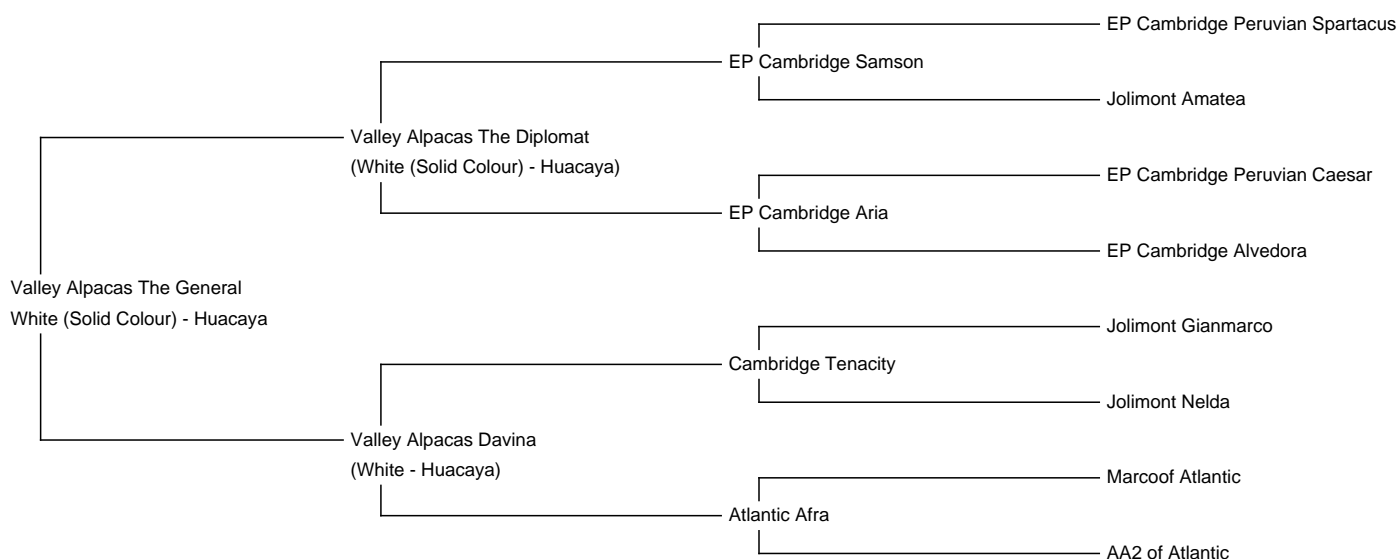 EP Cambridge Peruvian Spartacus
EP Cambridge Samson
Jolimont Amatea
Valley Alpacas The Diplomat
(White (Solid Colour) - Huacaya)
EP Cambridge Peruvian Caesar
EP Cambridge Aria
EP Cambridge Alvedora
Valley Alpacas The General
White (Solid Colour) - Huacaya
Jolimont Gianmarco
Cambridge Tenacity
Jolimont Nelda
Valley Alpacas Davina
(White - Huacaya)
Marcoof Atlantic
Atlantic Afra
AA2 of Atlantic